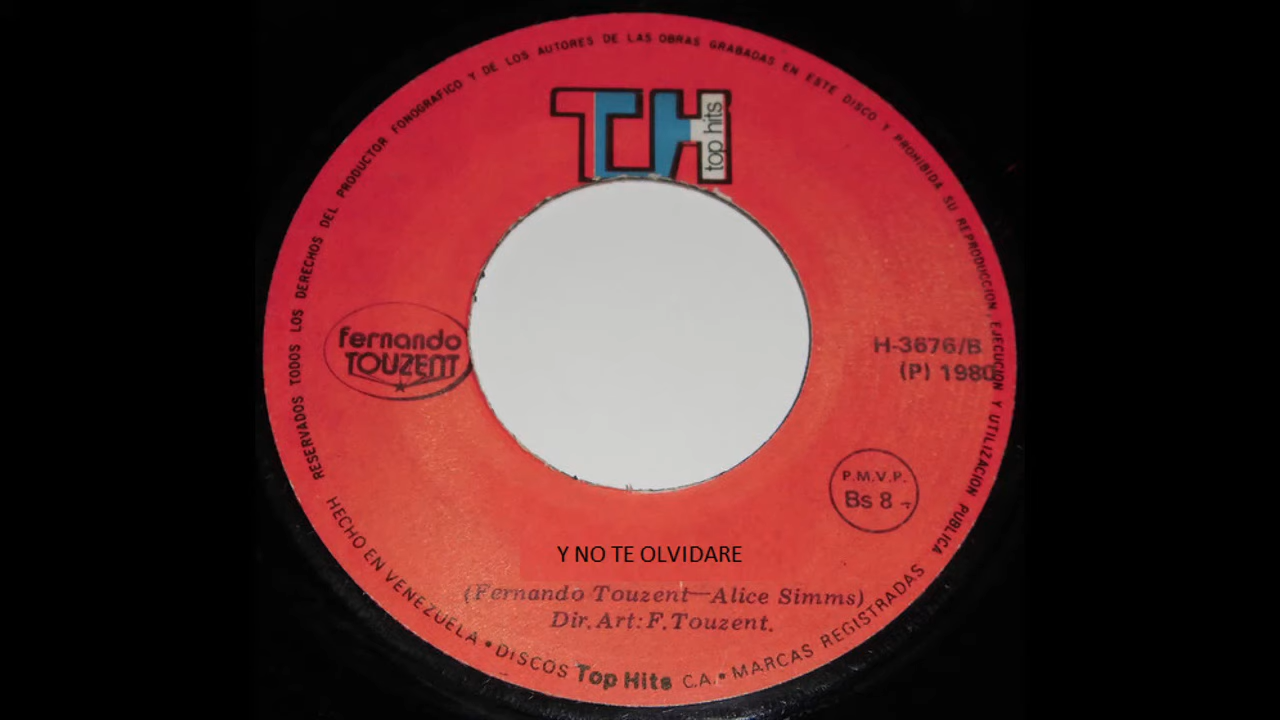 RESERVADOS TODOS LOS DERECHOS DEL PRODUCTOR FONOGRAFICO Y DE LOS AUTORES DE LAS OBRAS GRABADAS EN ESTE DISCO Y PROHIBIDA SU REPRODUCCION, EJECUCION Y UTILIZACION PUBLICA
TH
top hits
fernando
TOUZENT
H-3676/B
(P) 1980
P.M.V.P.
Bs 8
Y NO TE OLVIDARE
(Fernando Touzent—Alice Simms)
Dir. Art: F. Touzent.
HECHO EN VENEZUELA • DISCOS Top Hits C.A. • MARCAS REGISTRADAS